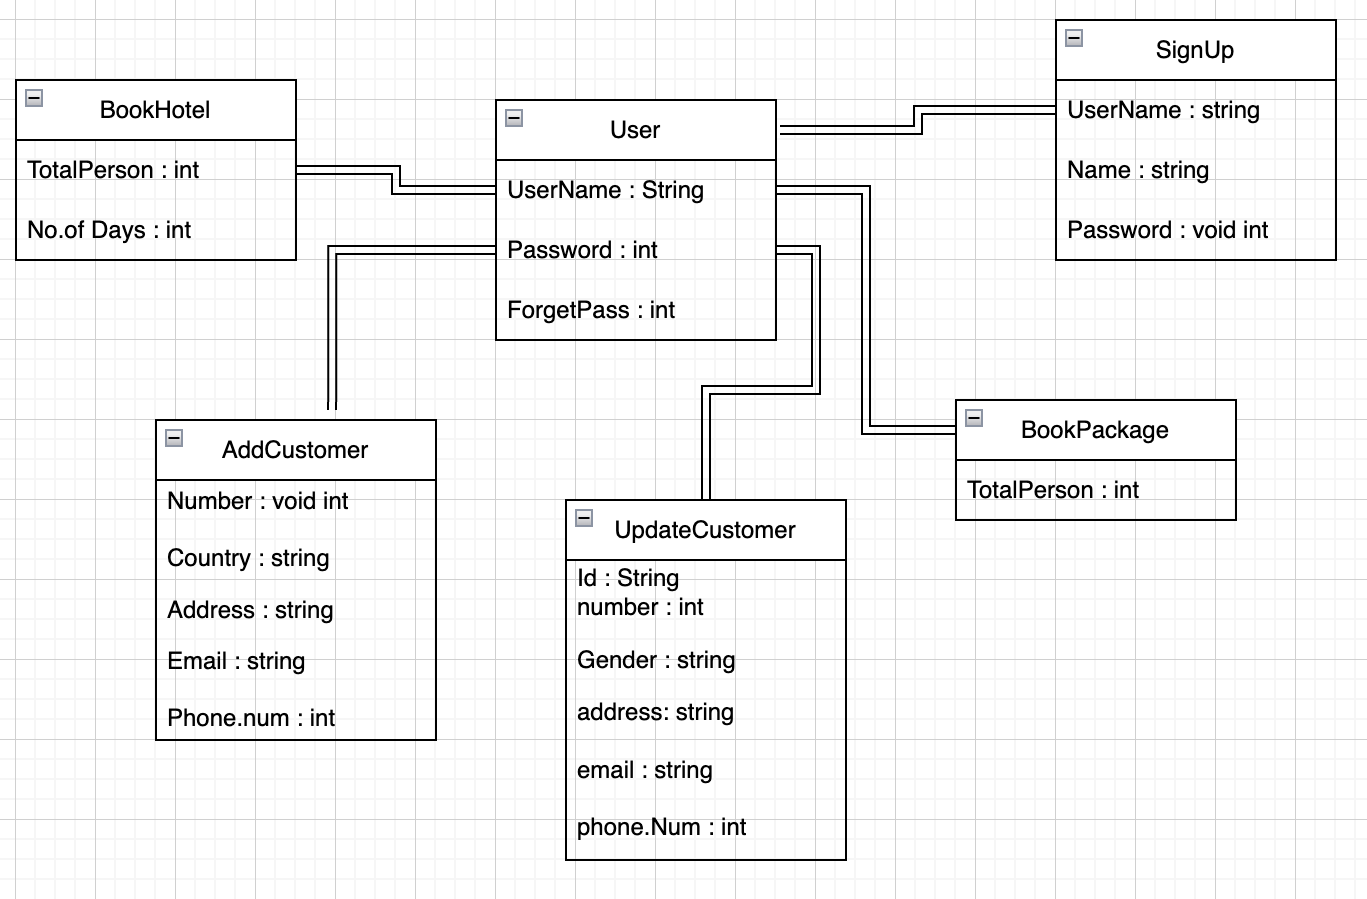 BookHotel
TotalPerson : int
No.of Days : int
User
UserName : String
Password : int
ForgetPass : int
SignUp
UserName : string
Name : string
Password : void int
AddCustomer
Number : void int
Country : string
Address : string
Email : string
Phone.num : int
UpdateCustomer
Id : String
number : int
Gender : string
address: string
email : string
phone.Num : int
BookPackage
TotalPerson : int